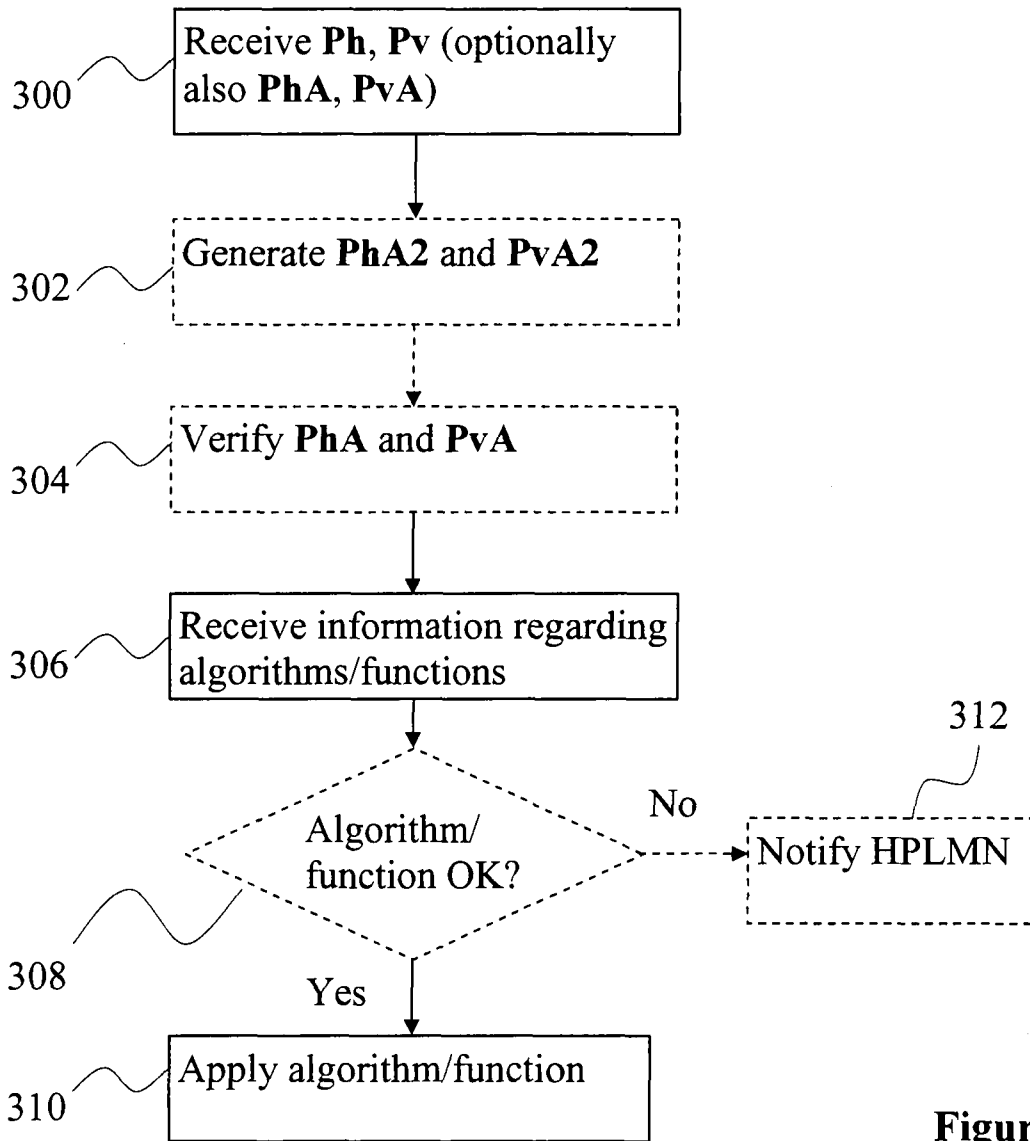 Receive Ph, Pv (optionally
also PhA, PvA)
300
Generate PhA2 and PvA2
302
Verify PhA and PvA
304
Receive information regarding
algorithms/functions
306
312
No
Algorithm/
function OK?
Notify HPLMN
308
Yes
Apply algorithm/function
310